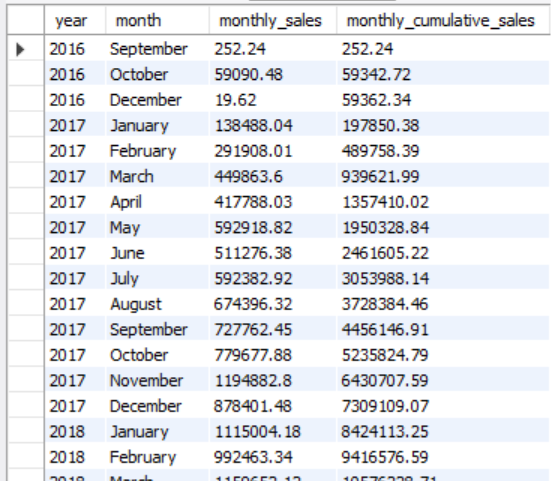 year month monthly_sales monthly_cumulative_sales
2016 September 252.24 252.24
2016 October 59090.48 59342.72
2016 December 19.62 59362.34
2017 January 138488.04 197850.38
2017 February 291908.01 489758.39
2017 March 449863.6 939621.99
2017 April 417788.03 1357410.02
2017 May 592918.82 1950328.84
2017 June 511276.38 2461605.22
2017 July 592382.92 3053988.14
2017 August 674396.32 3728384.46
2017 September 727762.45 4456146.91
2017 October 779677.88 5235824.79
2017 November 1194882.8 6430707.59
2017 December 878401.48 7309109.07
2018 January 1115004.18 8424113.25
2018 February 992463.34 9416576.59
2018 March